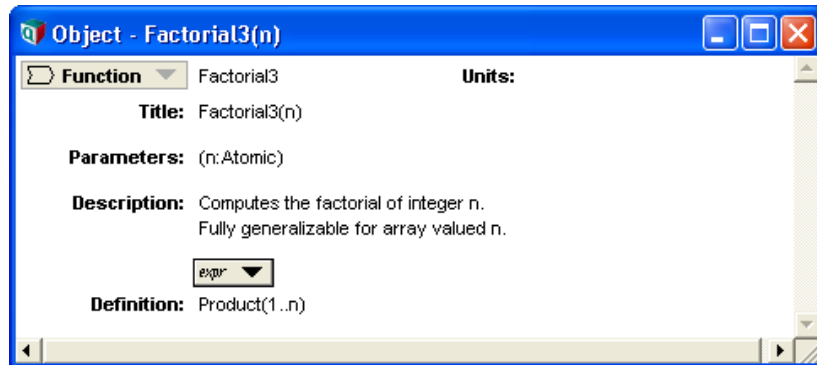 Object - Factorial3(n)
Function Factorial3 Units:
Title: Factorial3(n)
Parameters: (n:Atomic)
Description: Computes the factorial of integer n.
Fully generalizable for array valued n.
expr
Definition: Product(1..n)